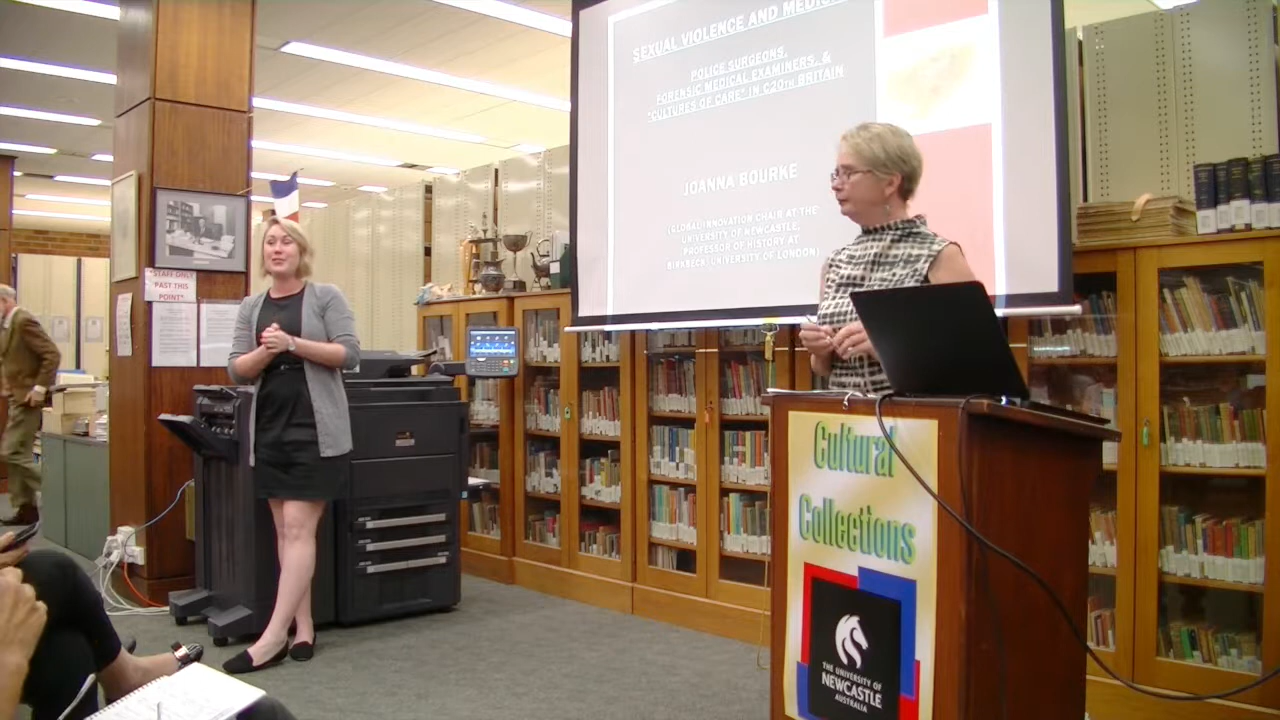 SEXUAL VIOLENCE AND
POLICE SURGEONS,
FORENSIC MEDICAL EXAMINERS, &
"CULTURES OF CARE" IN C20TH BRITAIN
JOANNA BOURKE
(GLOBAL INNOVATION CHAIR AT THE
UNIVERSITY OF NEWCASTLE,
PROFESSOR OF HISTORY AT
BIRKBECK, UNIVERSITY OF LONDON)
"STAFF ONLY
PAST THIS
POINT"
Cultural
Collections
THE UNIVERSITY OF
NEWCASTLE
AUSTRALIA